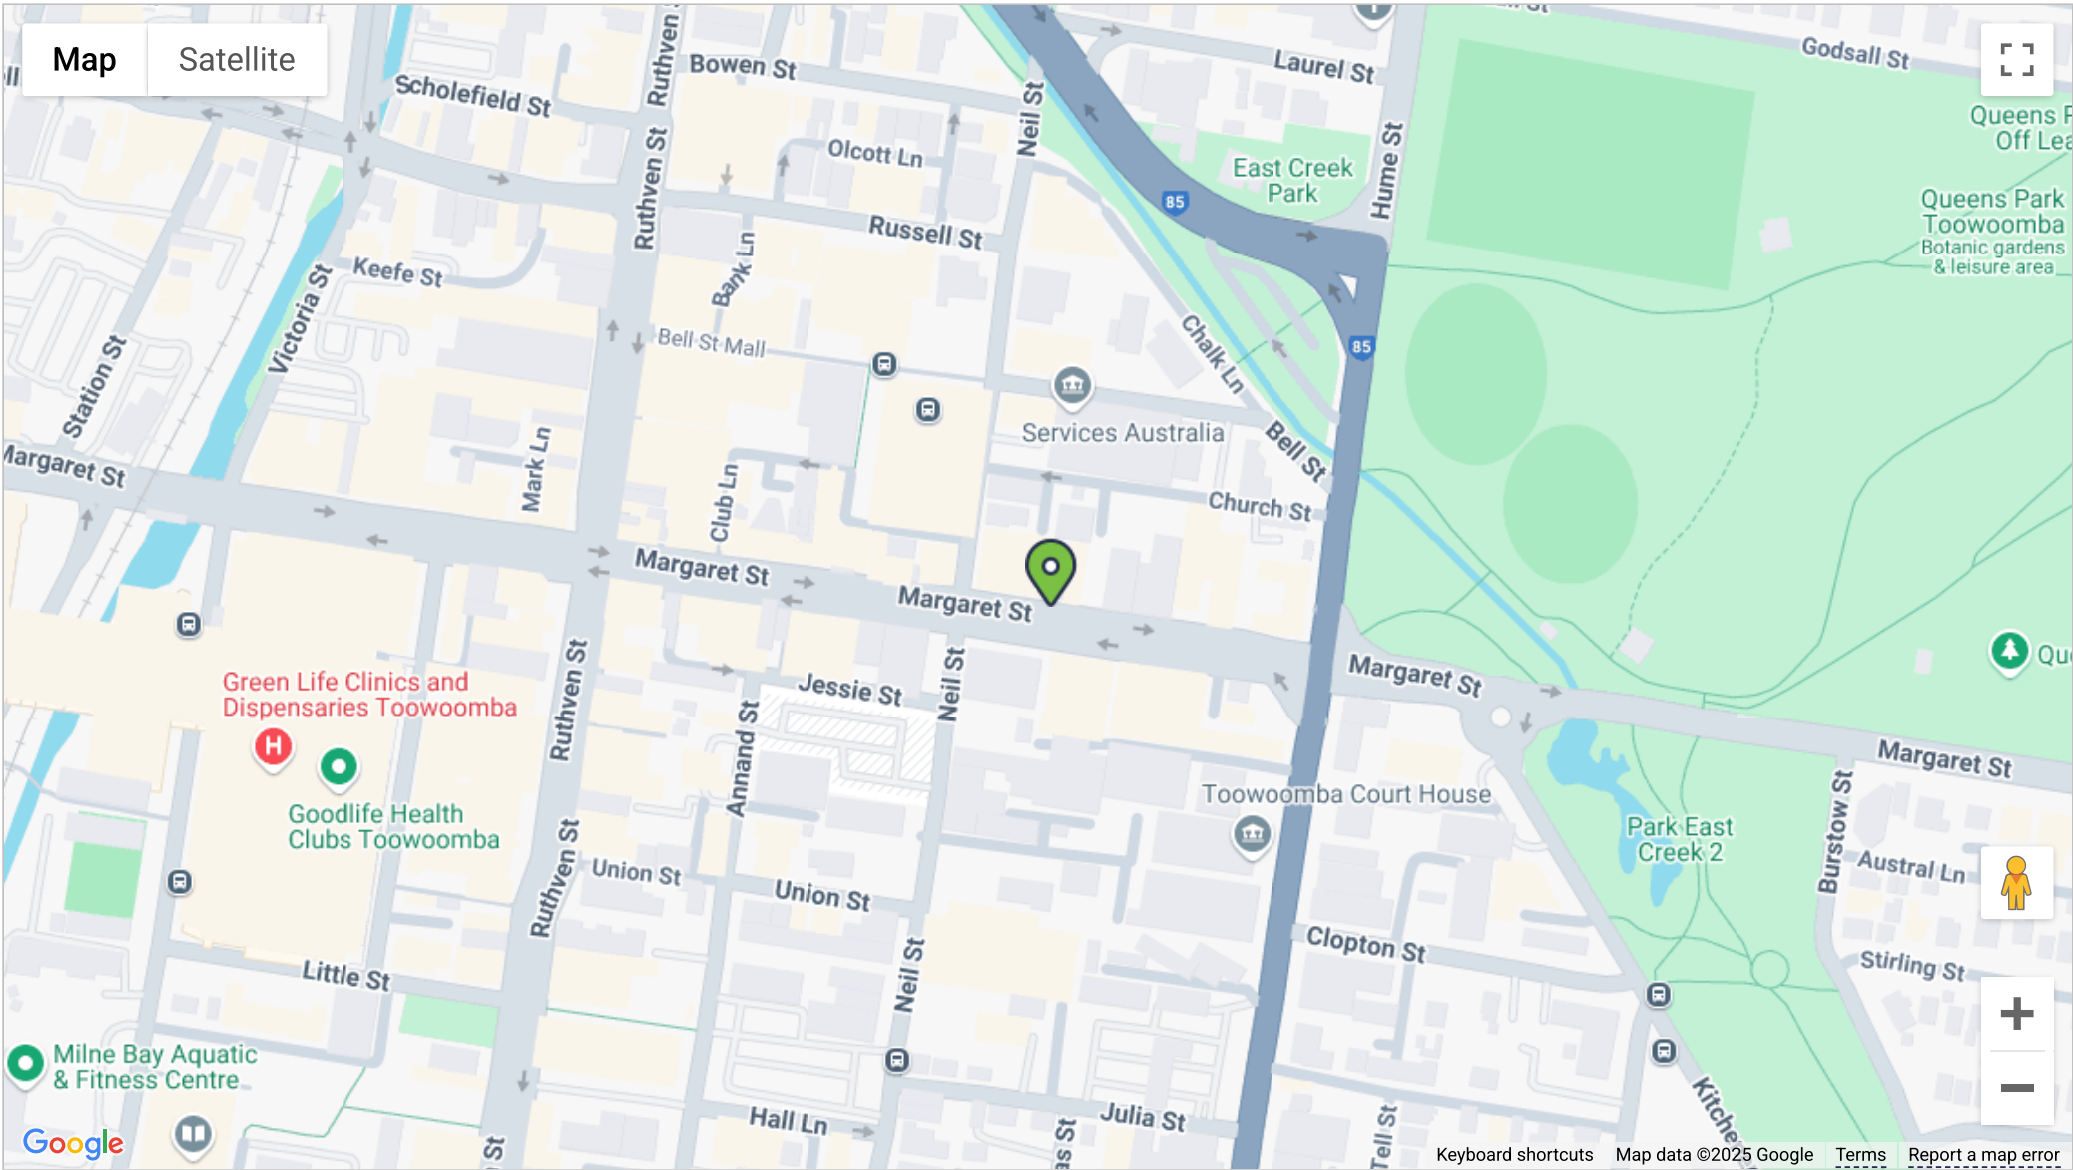 Map
Satellite
Ruthven St
Bowen St
Scholefield St
Neil St
Laurel St
Godsall St
Queens P
Off Lea
Olcott Ln
East Creek
Park
Hume St
Ruthven St
85
Queens Park
Toowoomba
Botanic gardens
& leisure area
Russell St
Bank Ln
Keefe St
Victoria St
Bell St Mall
Chalk Ln
85
Station St
Services Australia
Bell St
Mark Ln
Club Ln
Margaret St
Church St
Margaret St
Margaret St
Neil St
Jessie St
Margaret St
Que
Ruthven St
Green Life Clinics and
Dispensaries Toowoomba
H
Annand St
Margaret St
Toowoomba Court House
Goodlife Health
Clubs Toowoomba
Burstow St
Park East
Creek 2
Ruthven St
Union St
Union St
Austral Ln
Clopton St
Neil St
Little St
Stirling St
Milne Bay Aquatic
& Fitness Centre
Hall Ln
Julia St
Tell St
Kitche
Google
Keyboard shortcuts
Map data ©2025 Google
Terms
Report a map error